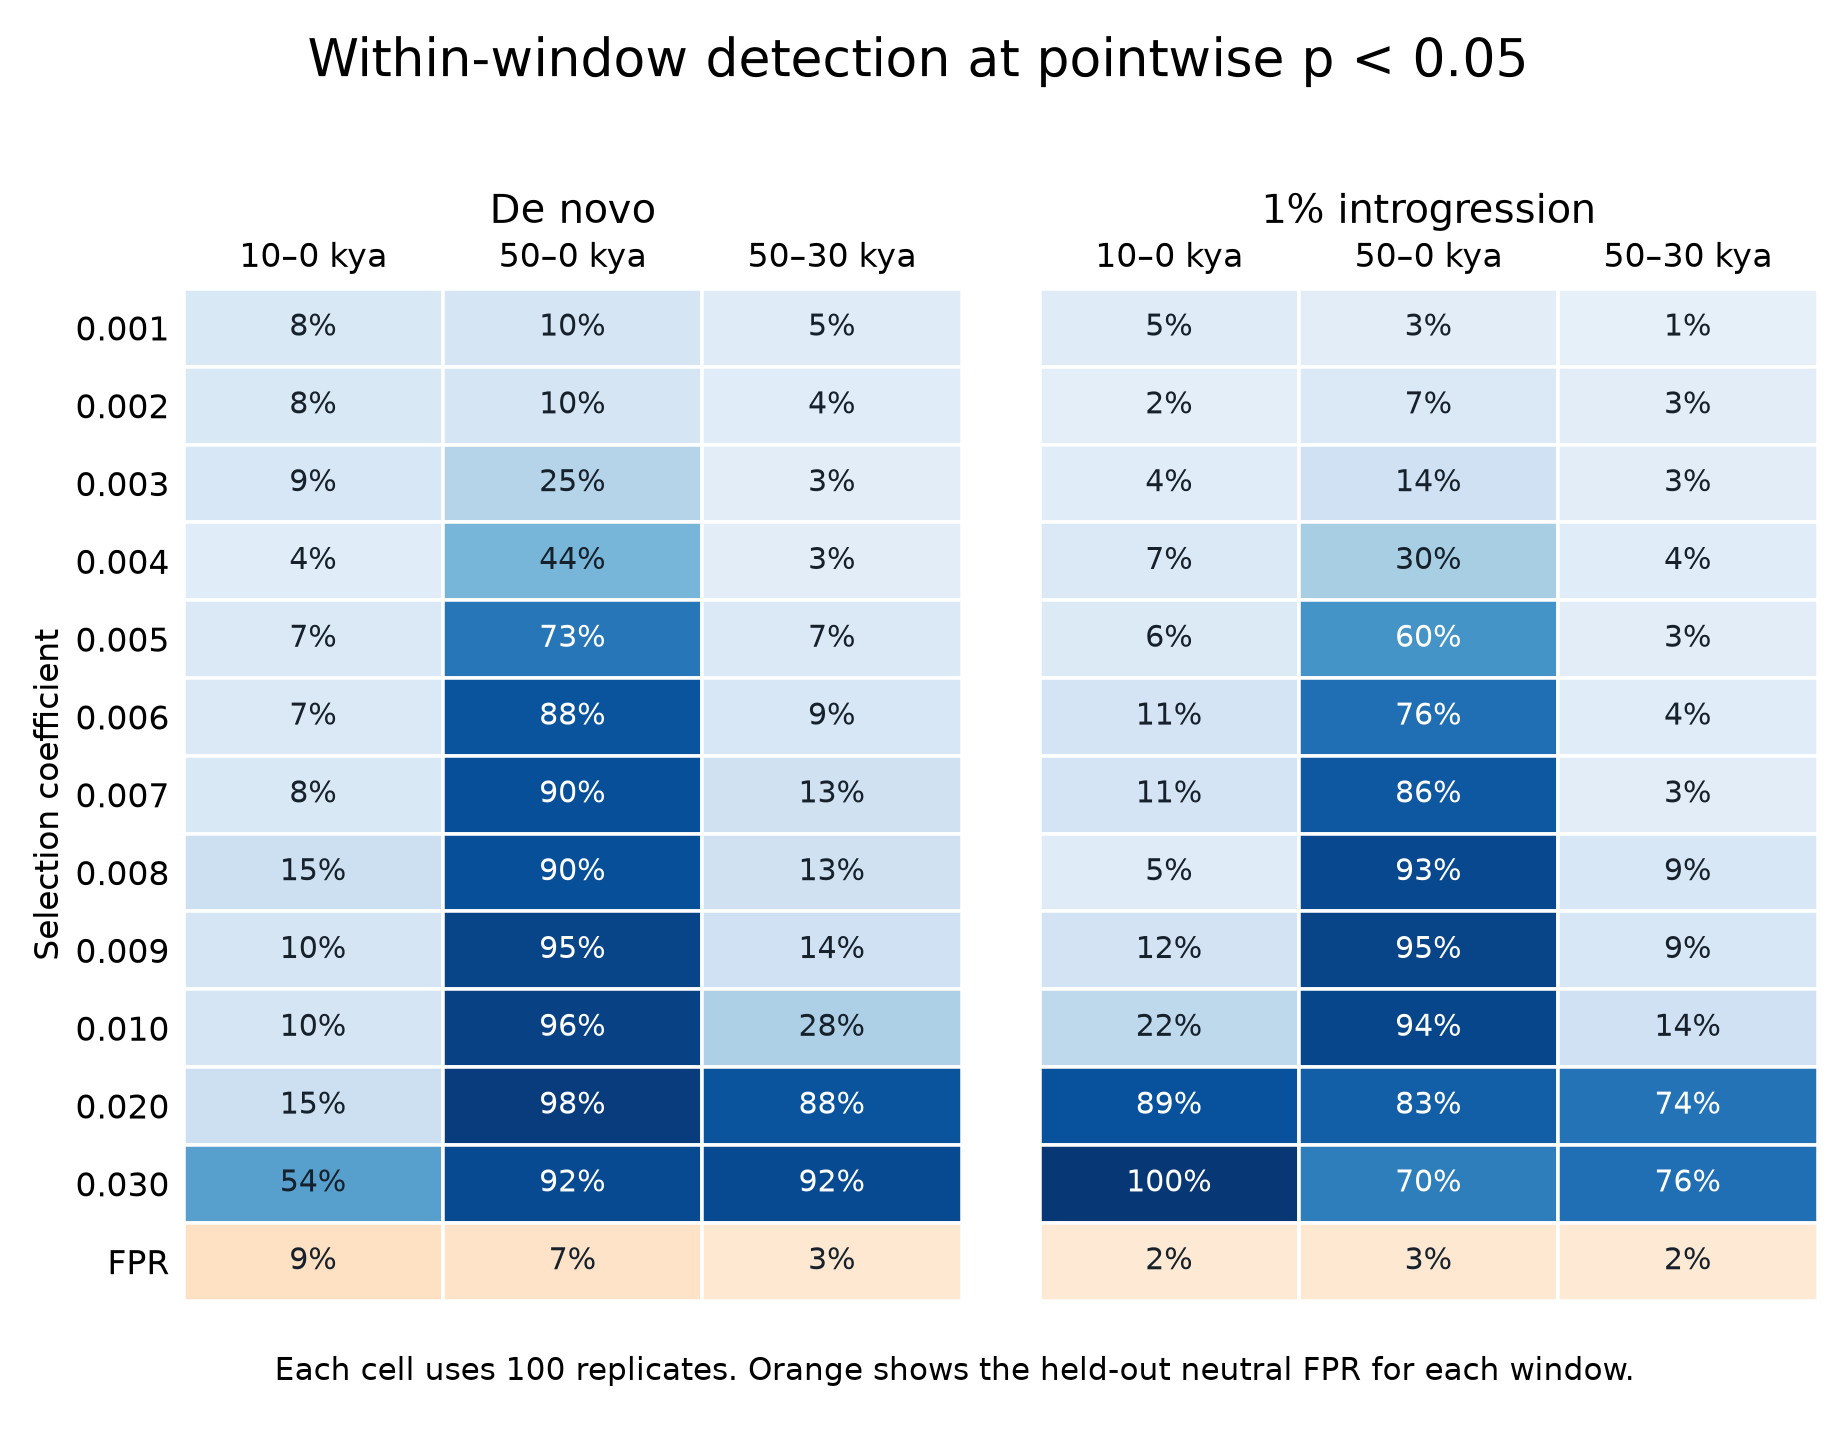 Within-window detection at pointwise p < 0.05
De novo 1% introgression
10–0 kya 50–0 kya 50–30 kya 10–0 kya 50–0 kya 50–30 kya
Selection coefficient
0.001 8% 10% 5% 5% 3% 1%
0.002 8% 10% 4% 2% 7% 3%
0.003 9% 25% 3% 4% 14% 3%
0.004 4% 44% 3% 7% 30% 4%
0.005 7% 73% 7% 6% 60% 3%
0.006 7% 88% 9% 11% 76% 4%
0.007 8% 90% 13% 11% 86% 3%
0.008 15% 90% 13% 5% 93% 9%
0.009 10% 95% 14% 12% 95% 9%
0.010 10% 96% 28% 22% 94% 14%
0.020 15% 98% 88% 89% 83% 74%
0.030 54% 92% 92% 100% 70% 76%
FPR 9% 7% 3% 2% 3% 2%
Each cell uses 100 replicates. Orange shows the held-out neutral FPR for each window.